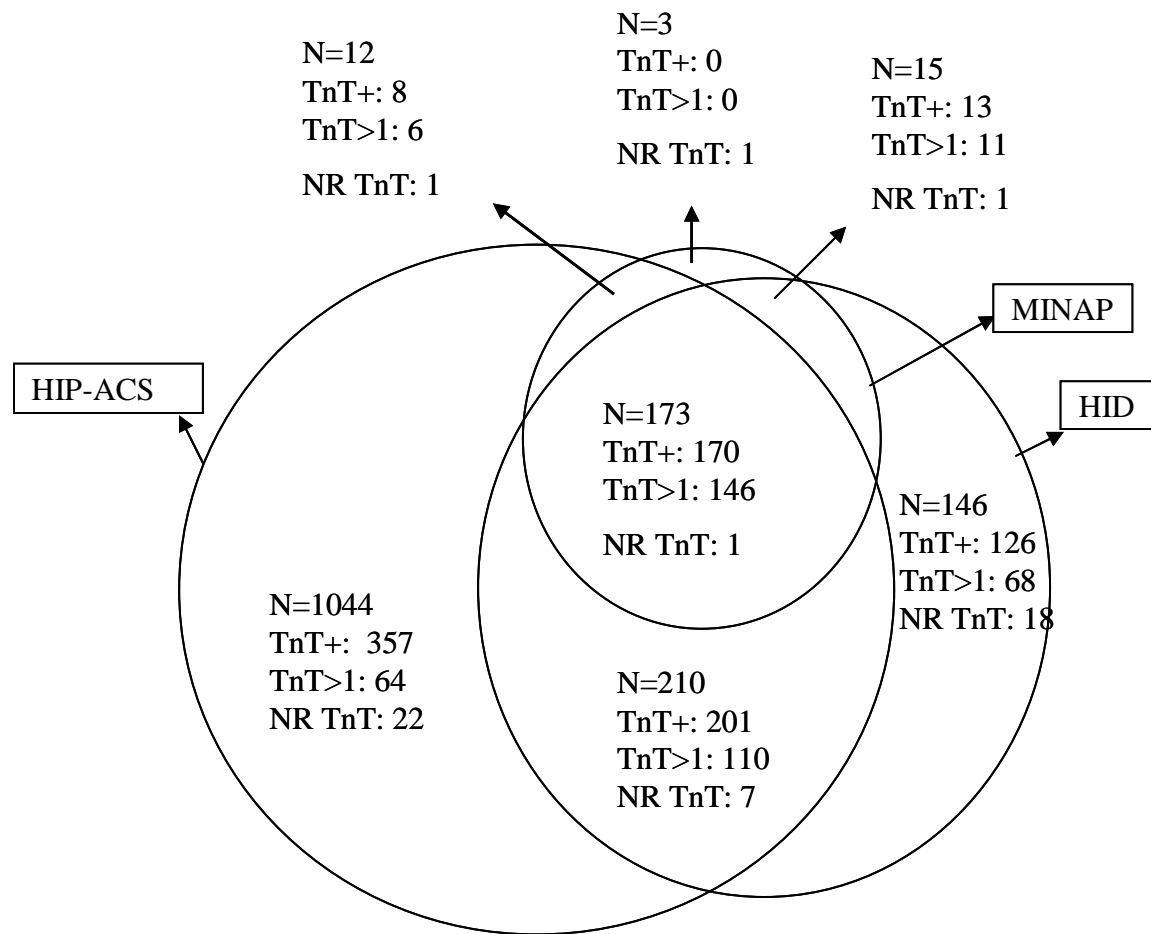 N=12
TnT+: 8
TnT>1: 6
NR TnT: 1
N=3
TnT+: 0
TnT>1: 0
NR TnT: 1
N=15
TnT+: 13
TnT>1: 11
NR TnT: 1
MINAP
HIP-ACS
HID
N=173
TnT+: 170
TnT>1: 146
NR TnT: 1
N=146
TnT+: 126
TnT>1: 68
NR TnT: 18
N=1044
TnT+: 357
TnT>1: 64
NR TnT: 22
N=210
TnT+: 201
TnT>1: 110
NR TnT: 7